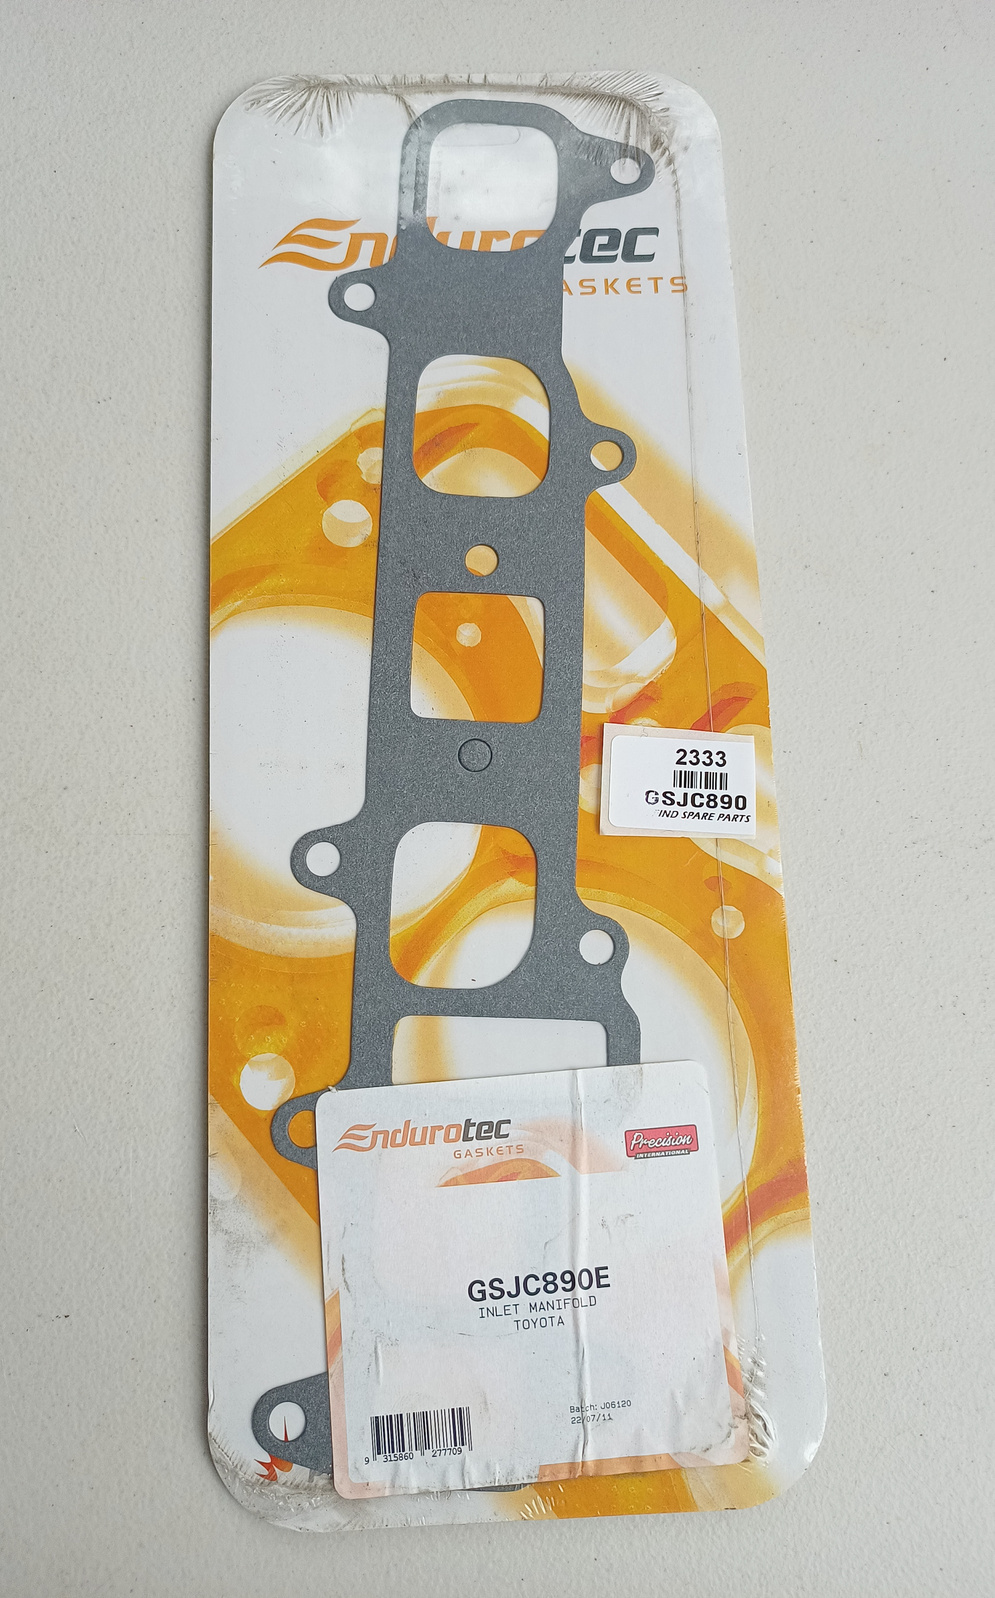 Endurotec
GASKETS
2333
GSJC890
IND SPARE PARTS
Endurotec
GASKETS
Precision
INTERNATIONAL
GSJC890E
INLET MANIFOLD
TOYOTA
Batch: J06120
22/07/11
9 315860 277709